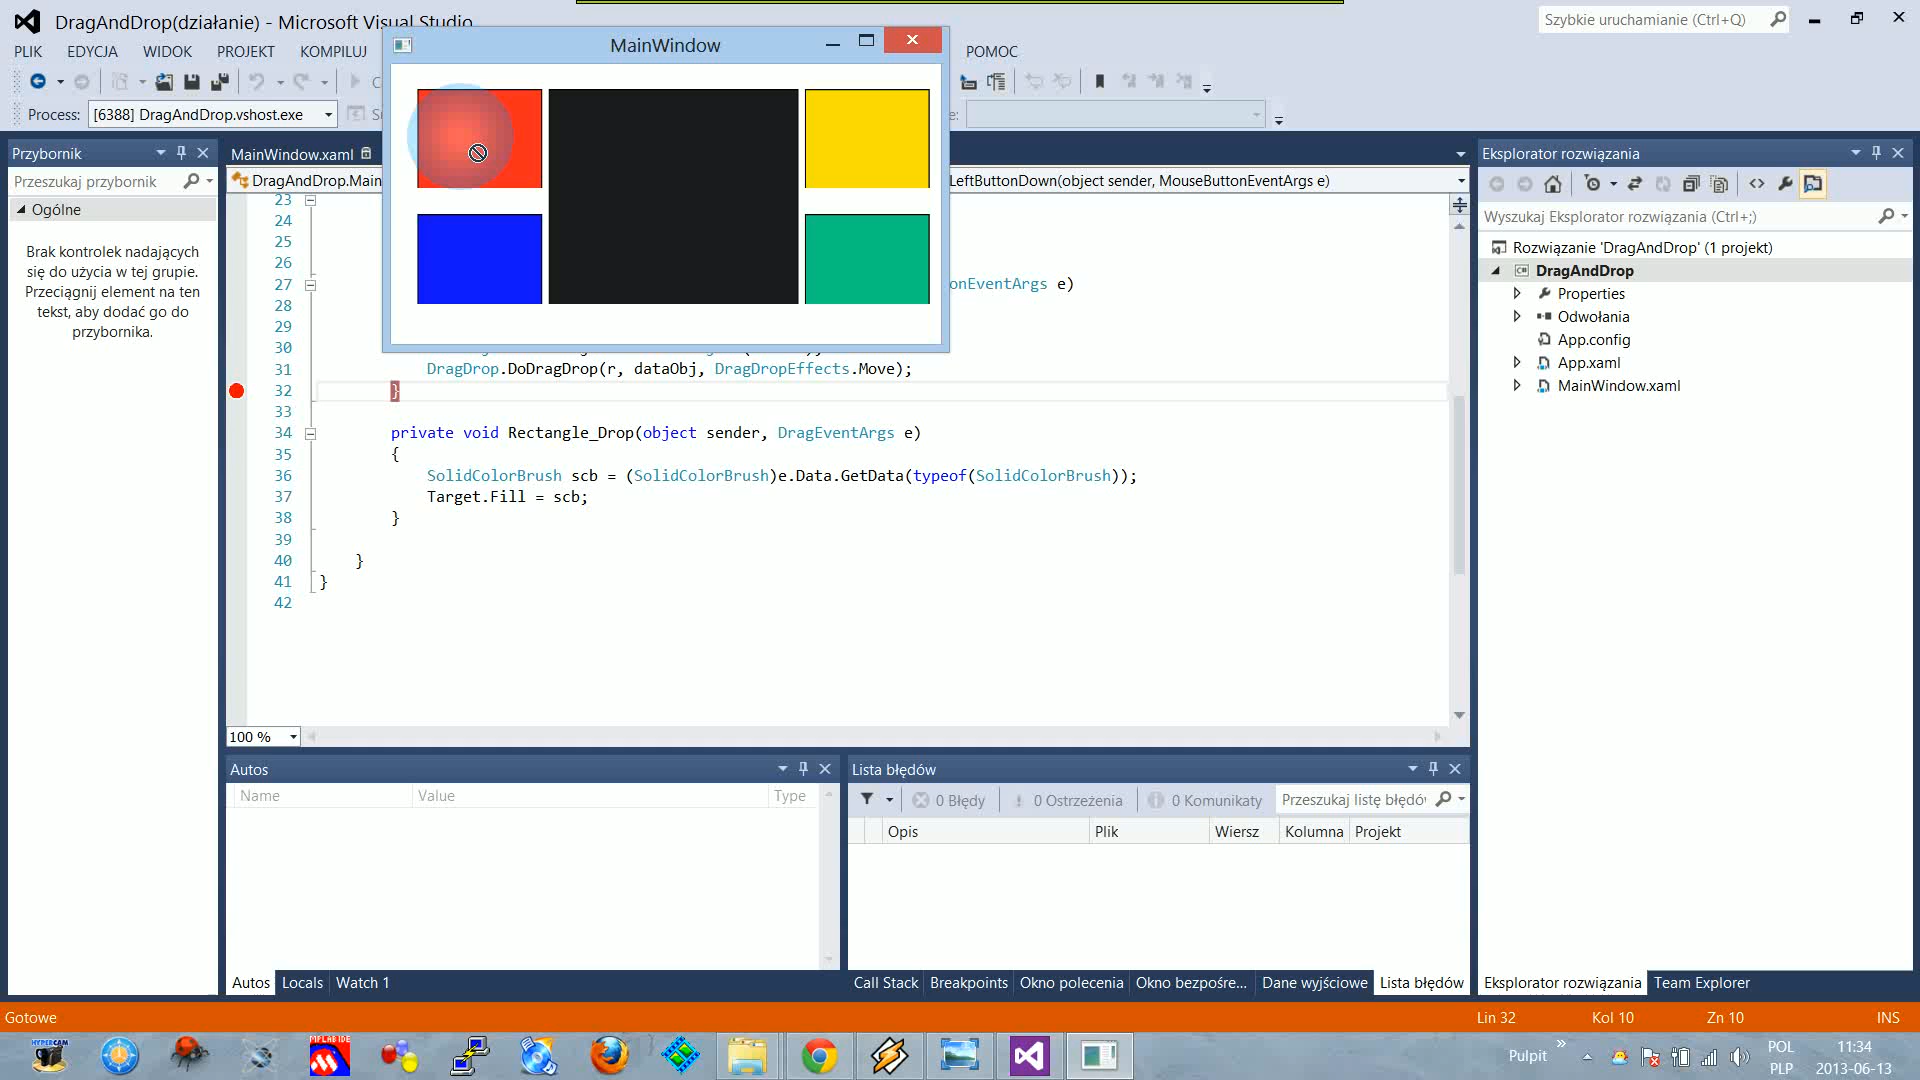 DragAndDrop(działanie) - Microsoft Visual Studio
Szybkie uruchamianie (Ctrl+Q)
PLIK EDYCJA WIDOK PROJEKT KOMPILUJ POMOC
MainWindow
Process: [6388] DragAndDrop.vshost.exe
Przybornik
Przeszukaj przybornik
Ogólne
Brak kontrolek nadających
się do użycia w tej grupie.
Przeciągnij element na ten
tekst, aby dodać go do
przybornika.
MainWindow.xaml
DragAndDrop.Main LeftButtonDown(object sender, MouseButtonEventArgs e)
23
24
25
26
27 onEventArgs e)
28
29
30
31 DragDrop.DoDragDrop(r, dataObj, DragDropEffects.Move);
32 }
33
34 private void Rectangle_Drop(object sender, DragEventArgs e)
35 {
36 SolidColorBrush scb = (SolidColorBrush)e.Data.GetData(typeof(SolidColorBrush));
37 Target.Fill = scb;
38 }
39
40 }
41 }
42
100 %
Eksplorator rozwiązania
Wyszukaj Eksplorator rozwiązania (Ctrl+;)
Rozwiązanie 'DragAndDrop' (1 projekt)
DragAndDrop
Properties
Odwołania
App.config
App.xaml
MainWindow.xaml
Autos
Name Value Type
Autos Locals Watch 1
Lista błędów
0 Błędy 0 Ostrzeżenia 0 Komunikaty Przeszukaj listę błędów
Opis Plik Wiersz Kolumna Projekt
Call Stack Breakpoints Okno polecenia Okno bezpośre... Dane wyjściowe Lista błędów
Eksplorator rozwiązania Team Explorer
Gotowe Lin 32 Kol 10 Zn 10 INS
HYPERCAM
MPLAB IDE
Pulpit
POL
PLP
11:34
2013-06-13